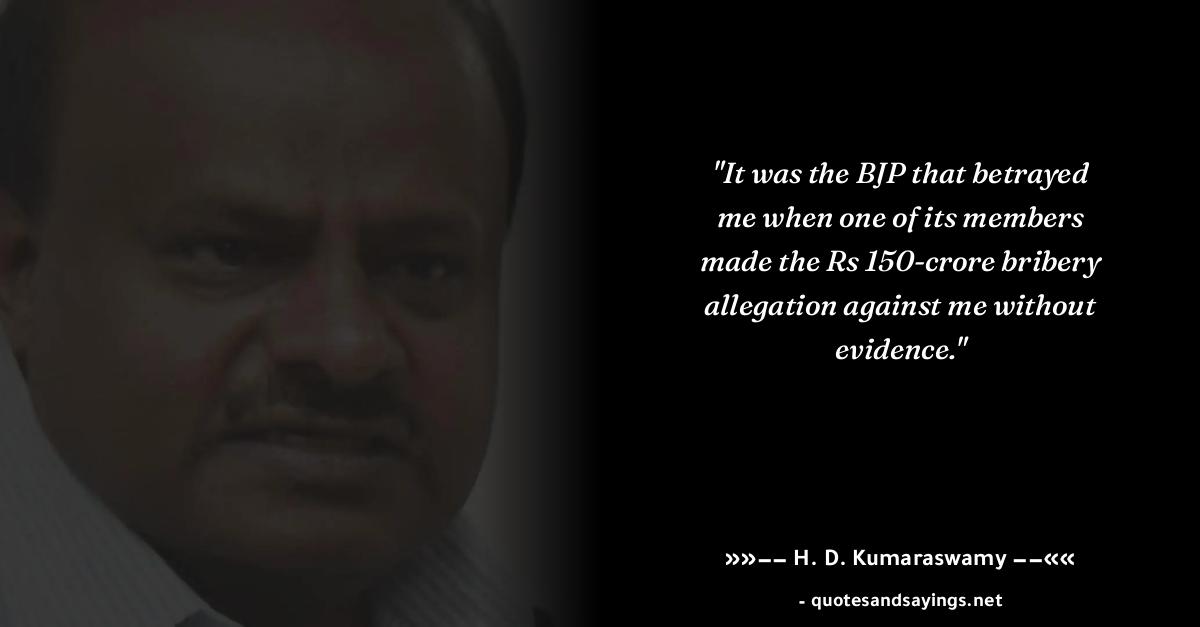 "It was the BJP that betrayed
me when one of its members
made the Rs 150-crore bribery
allegation against me without
evidence."
»»−− H. D. Kumaraswamy −−««
- quotesandsayings.net